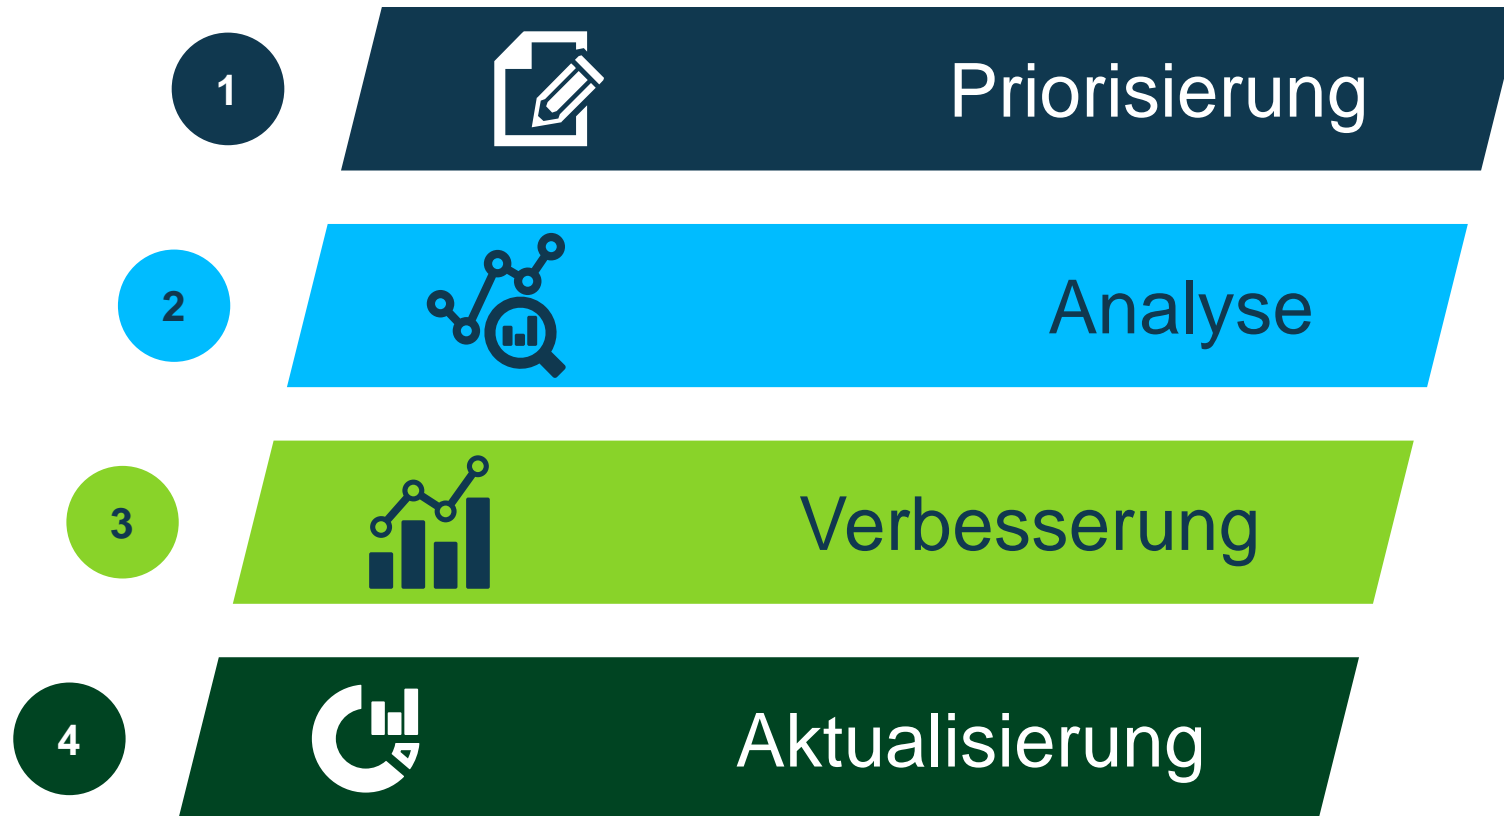 1
Priorisierung
2
Analyse
3
Verbesserung
4
Aktualisierung